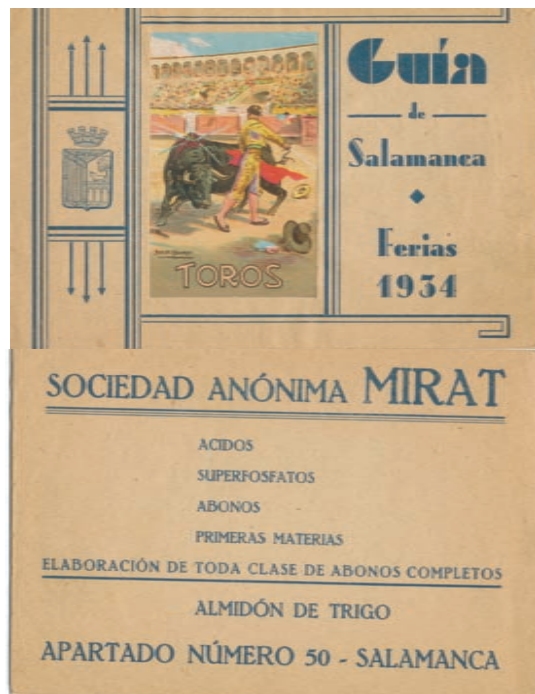 Guía
de
Salamanca
Ferias
1934
TOROS
SOCIEDAD ANÓNIMA MIRAT
ACIDOS
SUPERFOSFATOS
ABONOS
PRIMERAS MATERIAS
ELABORACIÓN DE TODA CLASE DE ABONOS COMPLETOS
ALMIDÓN DE TRIGO
APARTADO NÚMERO 50 - SALAMANCA